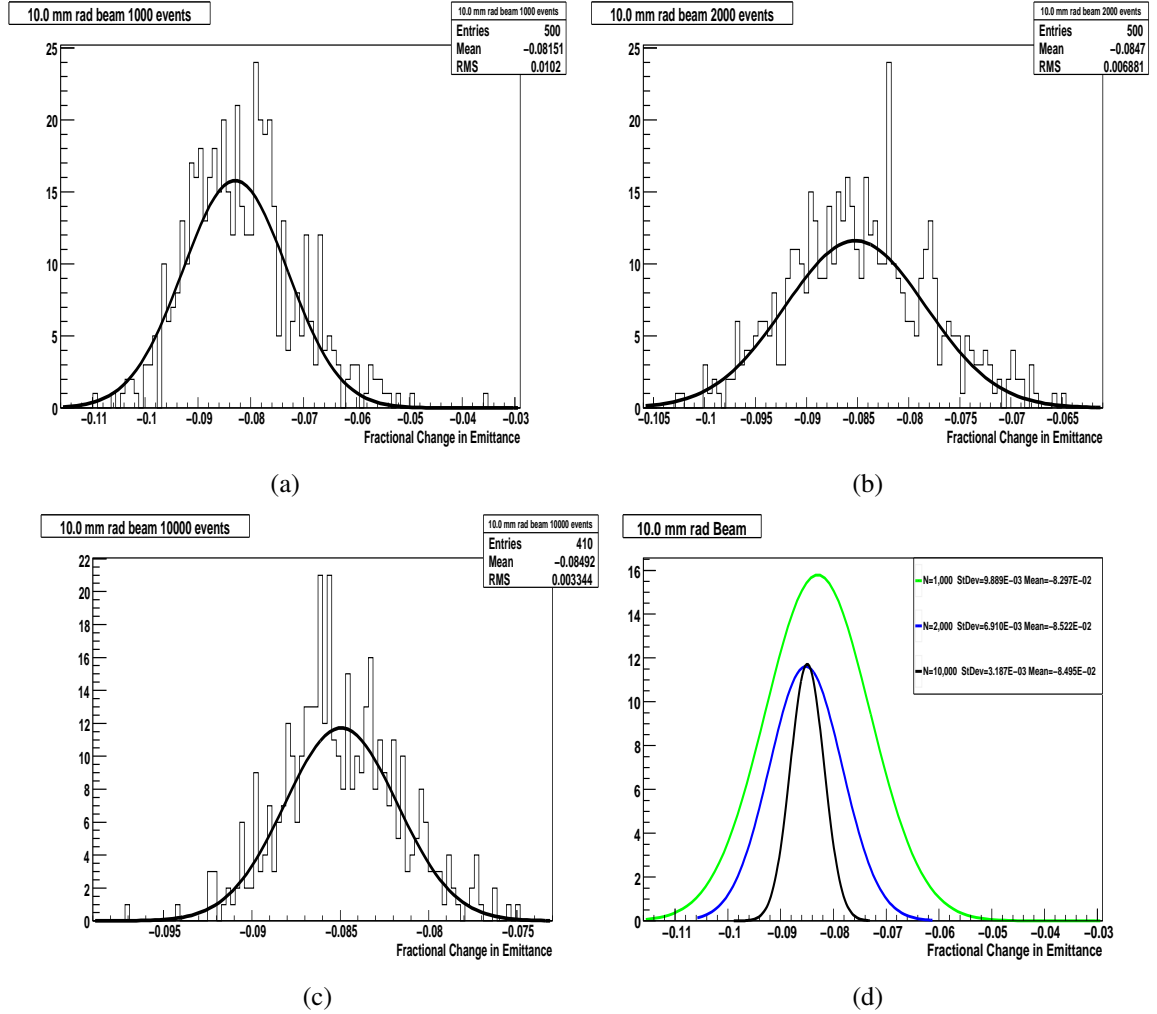 10.0 mm rad beam 1000 events
10.0 mm rad beam 1000 events
Entries 500
Mean −0.08151
RMS 0.0102
25
20
15
10
5
0
−0.11 −0.1 −0.09 −0.08 −0.07 −0.06 −0.05 −0.04 −0.03
Fractional Change in Emittance
(a)
10.0 mm rad beam 2000 events
10.0 mm rad beam 2000 events
Entries 500
Mean −0.0847
RMS 0.006881
25
20
15
10
5
0
−0.105 −0.1 −0.095 −0.09 −0.085 −0.08 −0.075 −0.07 −0.065
Fractional Change in Emittance
(b)
10.0 mm rad beam 10000 events
10.0 mm rad beam 10000 events
Entries 410
Mean −0.08492
RMS 0.003344
22
20
18
16
14
12
10
8
6
4
2
0
−0.095 −0.09 −0.085 −0.08 −0.075
Fractional Change in Emittance
(c)
10.0 mm rad Beam
N=1,000 StDev=9.889E−03 Mean=−8.297E−02
N=2,000 StDev=6.910E−03 Mean=−8.522E−02
N=10,000 StDev=3.187E−03 Mean=−8.495E−02
16
14
12
10
8
6
4
2
0
−0.11 −0.1 −0.09 −0.08 −0.07 −0.06 −0.05 −0.04 −0.03
Fractional Change in Emittance
(d)